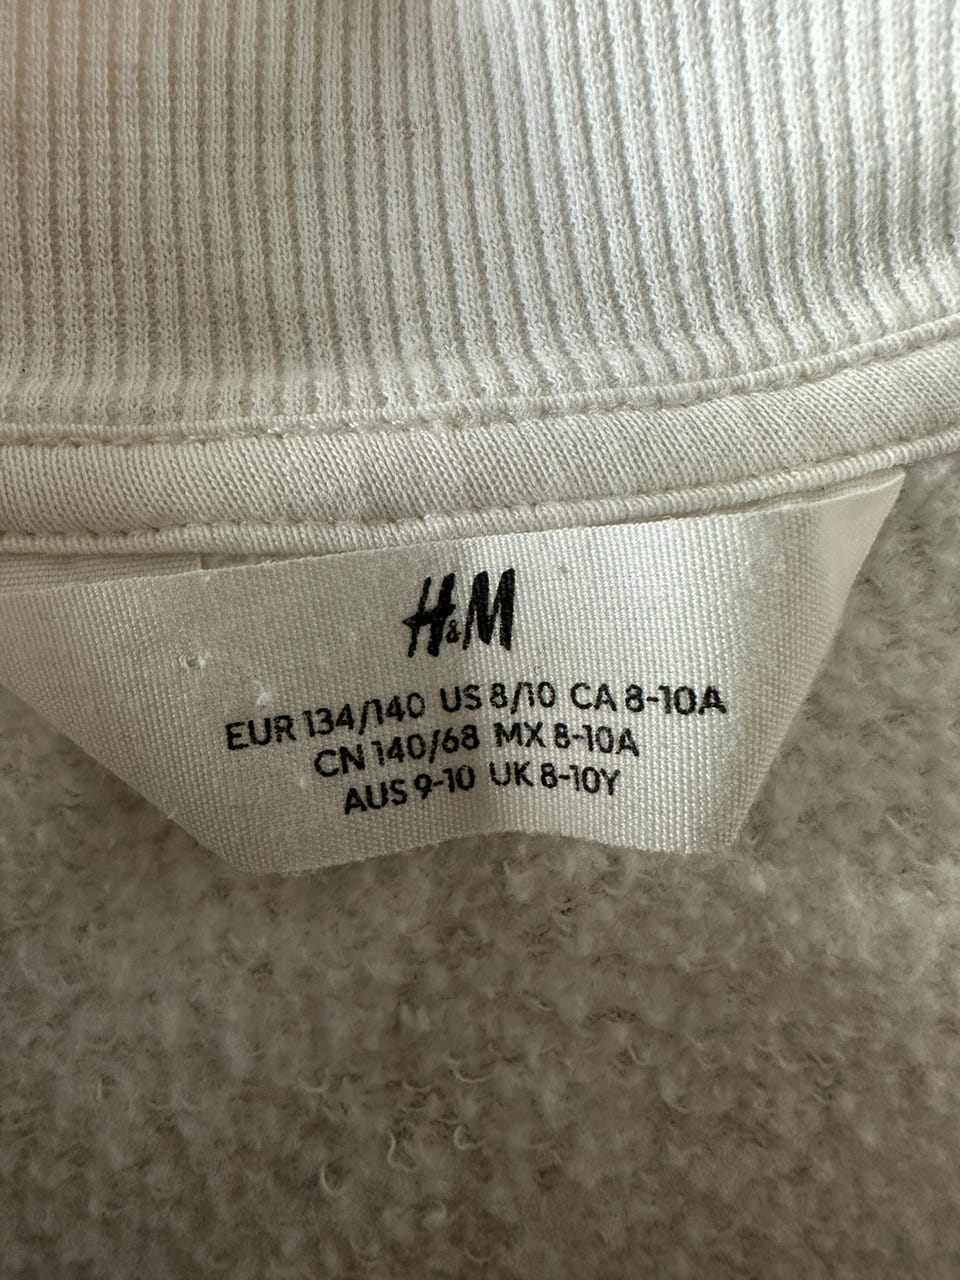 H&M
EUR 134/140 US 8/10 CA 8-10A
CN 140/68 MX 8-10A
AUS 9-10 UK 8-10Y